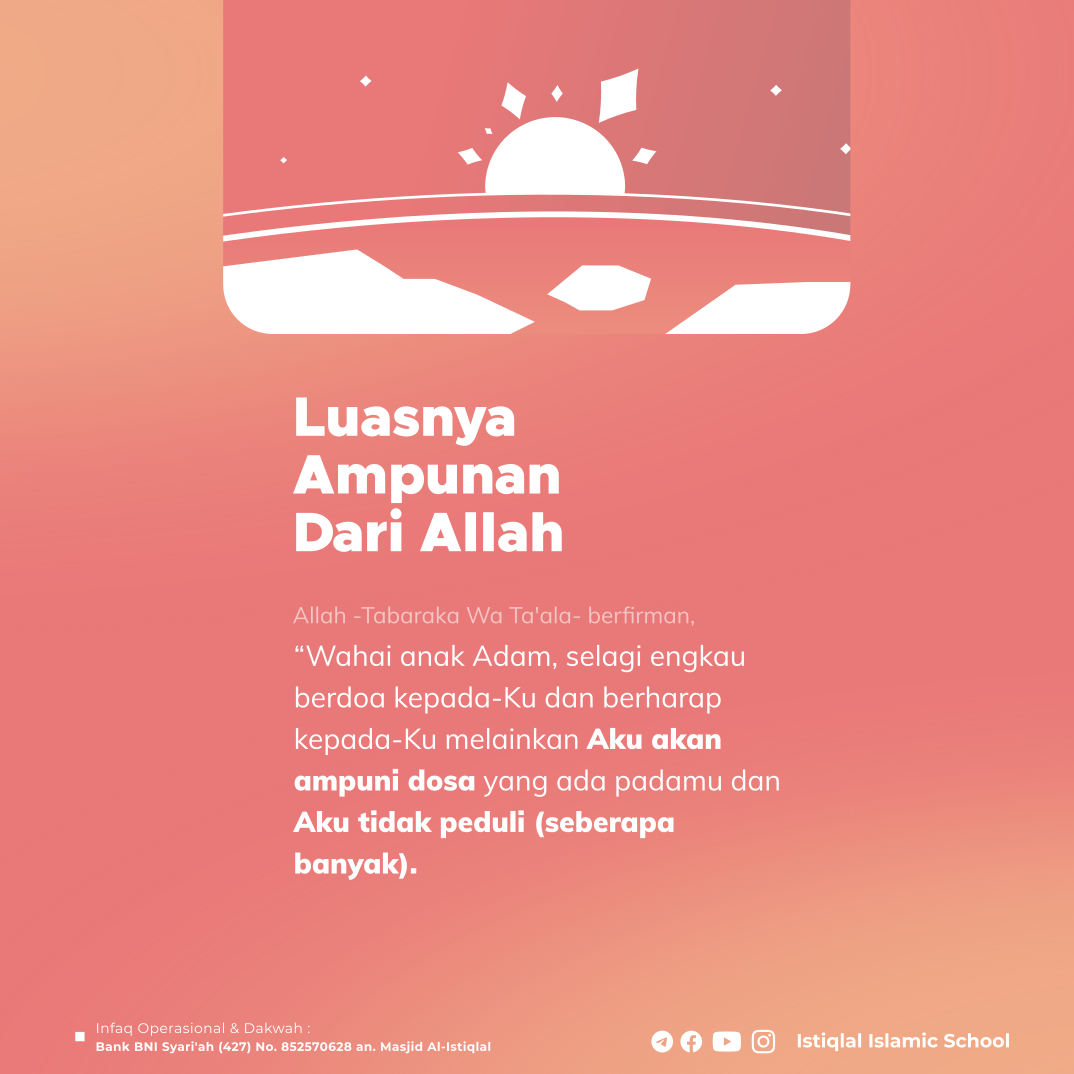 Luasnya
Ampunan
Dari Allah
Allah -Tabaraka Wa Ta'ala- berfirman,
“Wahai anak Adam, selagi engkau
berdoa kepada-Ku dan berharap
kepada-Ku melainkan Aku akan
ampuni dosa yang ada padamu dan
Aku tidak peduli (seberapa
banyak).
Infaq Operasional & Dakwah :
Bank BNI Syari'ah (427) No. 852570628 an. Masjid Al-Istiqlal
Istiqlal Islamic School